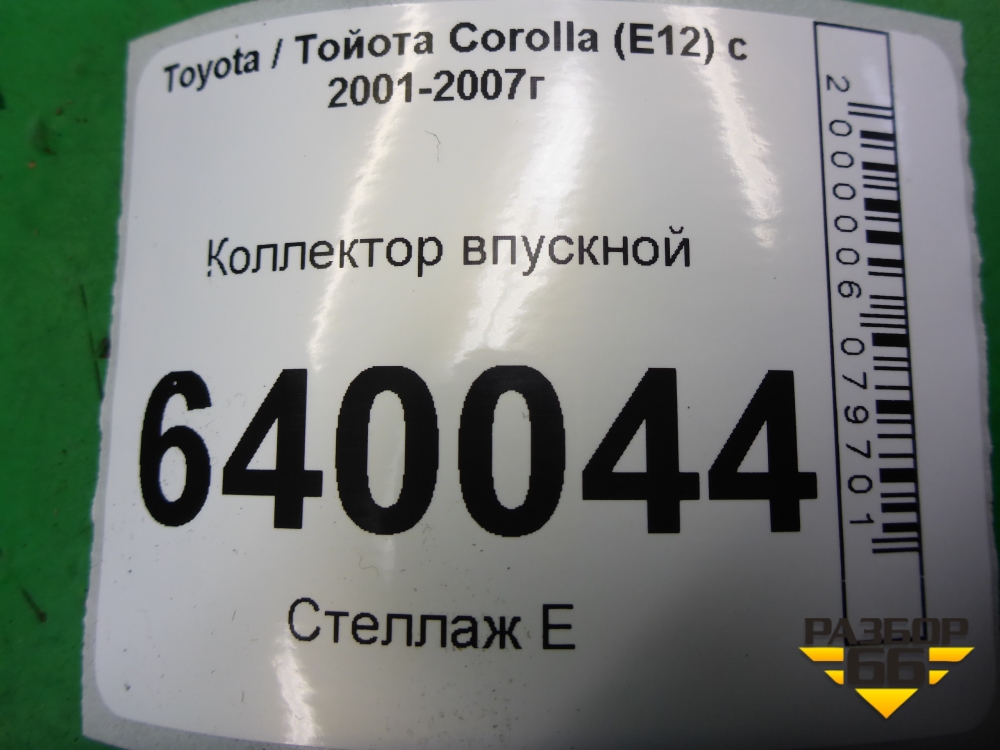 Toyota / Тойота Corolla (E12) с
2001-2007г
Коллектор впускной
640044
Стеллаж Е
2000006079701
РАЗБОР
66